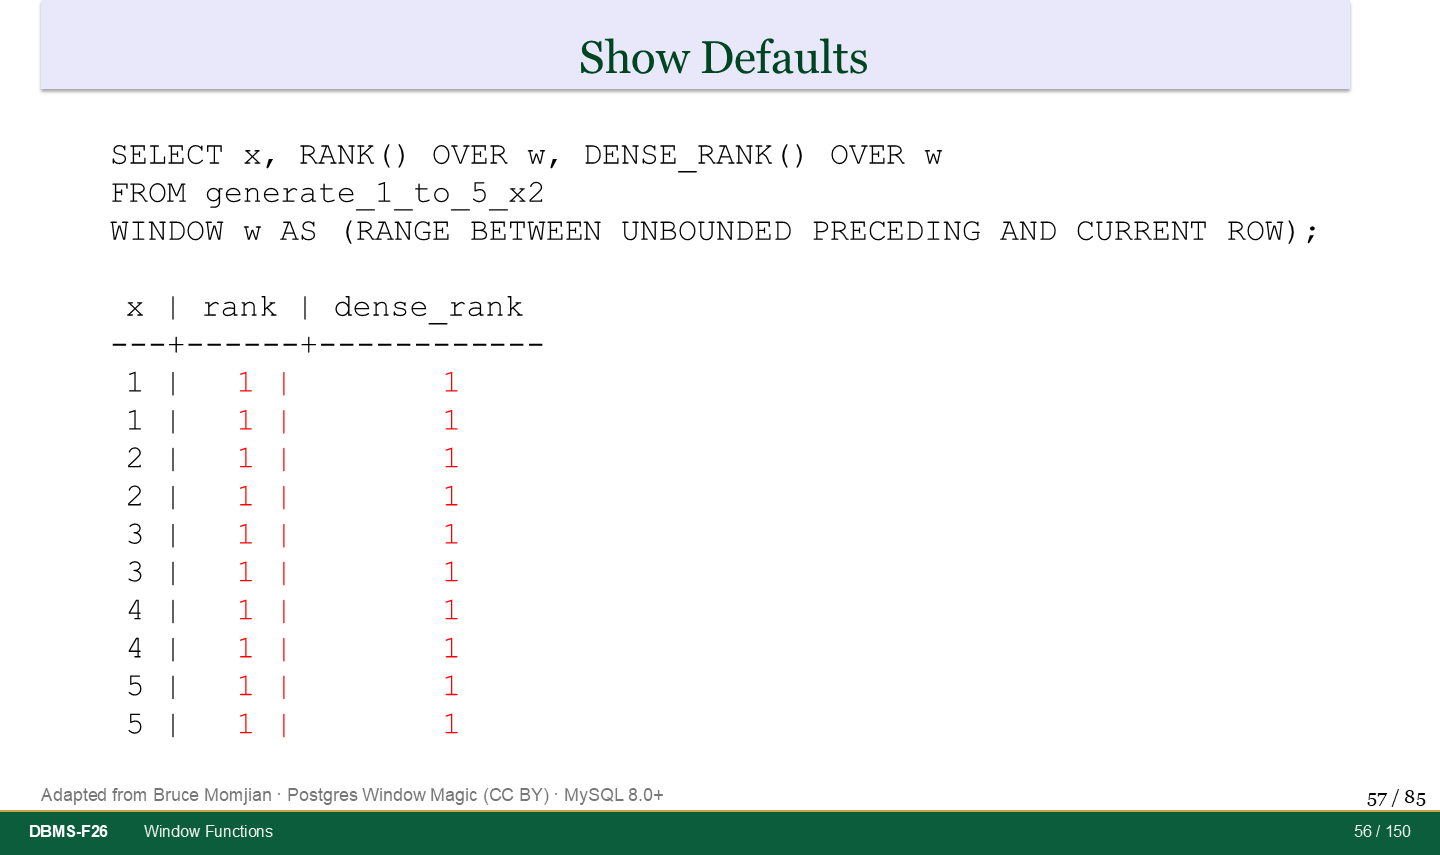 Show Defaults
SELECT x, RANK() OVER w, DENSE_RANK() OVER w
FROM generate_1_to_5_x2
WINDOW w AS (RANGE BETWEEN UNBOUNDED PRECEDING AND CURRENT ROW);
x | rank | dense_rank
---+------+------------
1 | 1 | 1
1 | 1 | 1
2 | 1 | 1
2 | 1 | 1
3 | 1 | 1
3 | 1 | 1
4 | 1 | 1
4 | 1 | 1
5 | 1 | 1
5 | 1 | 1
Adapted from Bruce Momjian · Postgres Window Magic (CC BY) · MySQL 8.0+
57 / 85
DBMS-F26 Window Functions 56 / 150